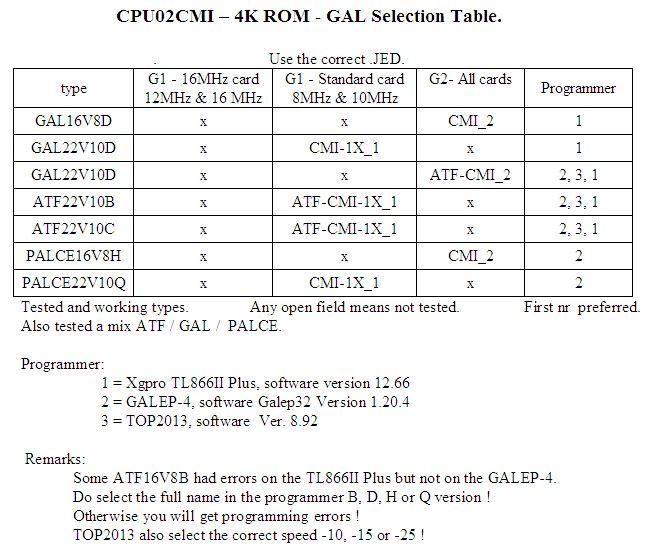 CPU02CMI – 4K ROM - GAL Selection Table.
. Use the correct .JED.
type G1 - 16MHz card 12MHz & 16 MHz G1 - Standard card 8MHz & 10MHz G2- All cards Programmer
GAL16V8D x x CMI_2 1
GAL22V10D x CMI-1X_1 x 1
GAL22V10D x x ATF-CMI_2 2, 3, 1
ATF22V10B x ATF-CMI-1X_1 x 2, 3, 1
ATF22V10C x ATF-CMI-1X_1 x 2, 3, 1
PALCE16V8H x x CMI_2 2
PALCE22V10Q x CMI-1X_1 x 2
Tested and working types. Any open field means not tested. First nr preferred.
Also tested a mix ATF / GAL / PALCE.
Programmer:
1 = Xgpro TL866II Plus, software version 12.66
2 = GALEP-4, software Galep32 Version 1.20.4
3 = TOP2013, software Ver. 8.92
Remarks:
Some ATF16V8B had errors on the TL866II Plus but not on the GALEP-4.
Do select the full name in the programmer B, D, H or Q version !
Otherwise you will get programming errors !
TOP2013 also select the correct speed -10, -15 or -25 !